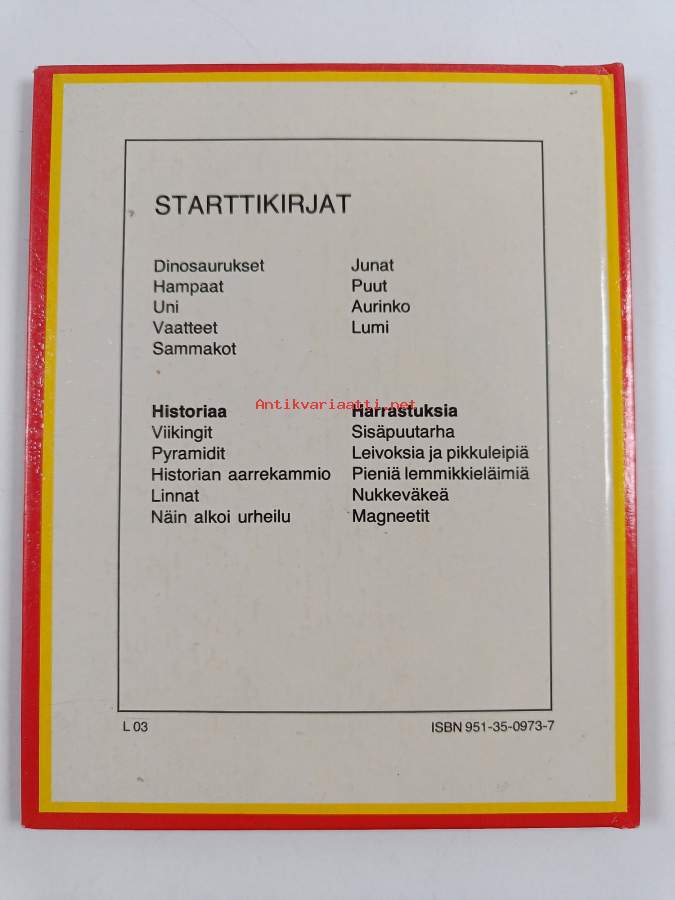 STARTTIKIRJAT
Dinosaurukset
Hampaat
Uni
Vaatteet
Sammakot
Junat
Puut
Aurinko
Lumi
Historiaa
Viikingit
Pyramidit
Historian aarrekammio
Linnat
Näin alkoi urheilu
Antikvariaatti.net
Harrastuksia
Sisäpuutarha
Leivoksia ja pikkuleipiä
Pieniä lemmikkieläimiä
Nukkeväkeä
Magneetit
L 03
ISBN 951-35-0973-7